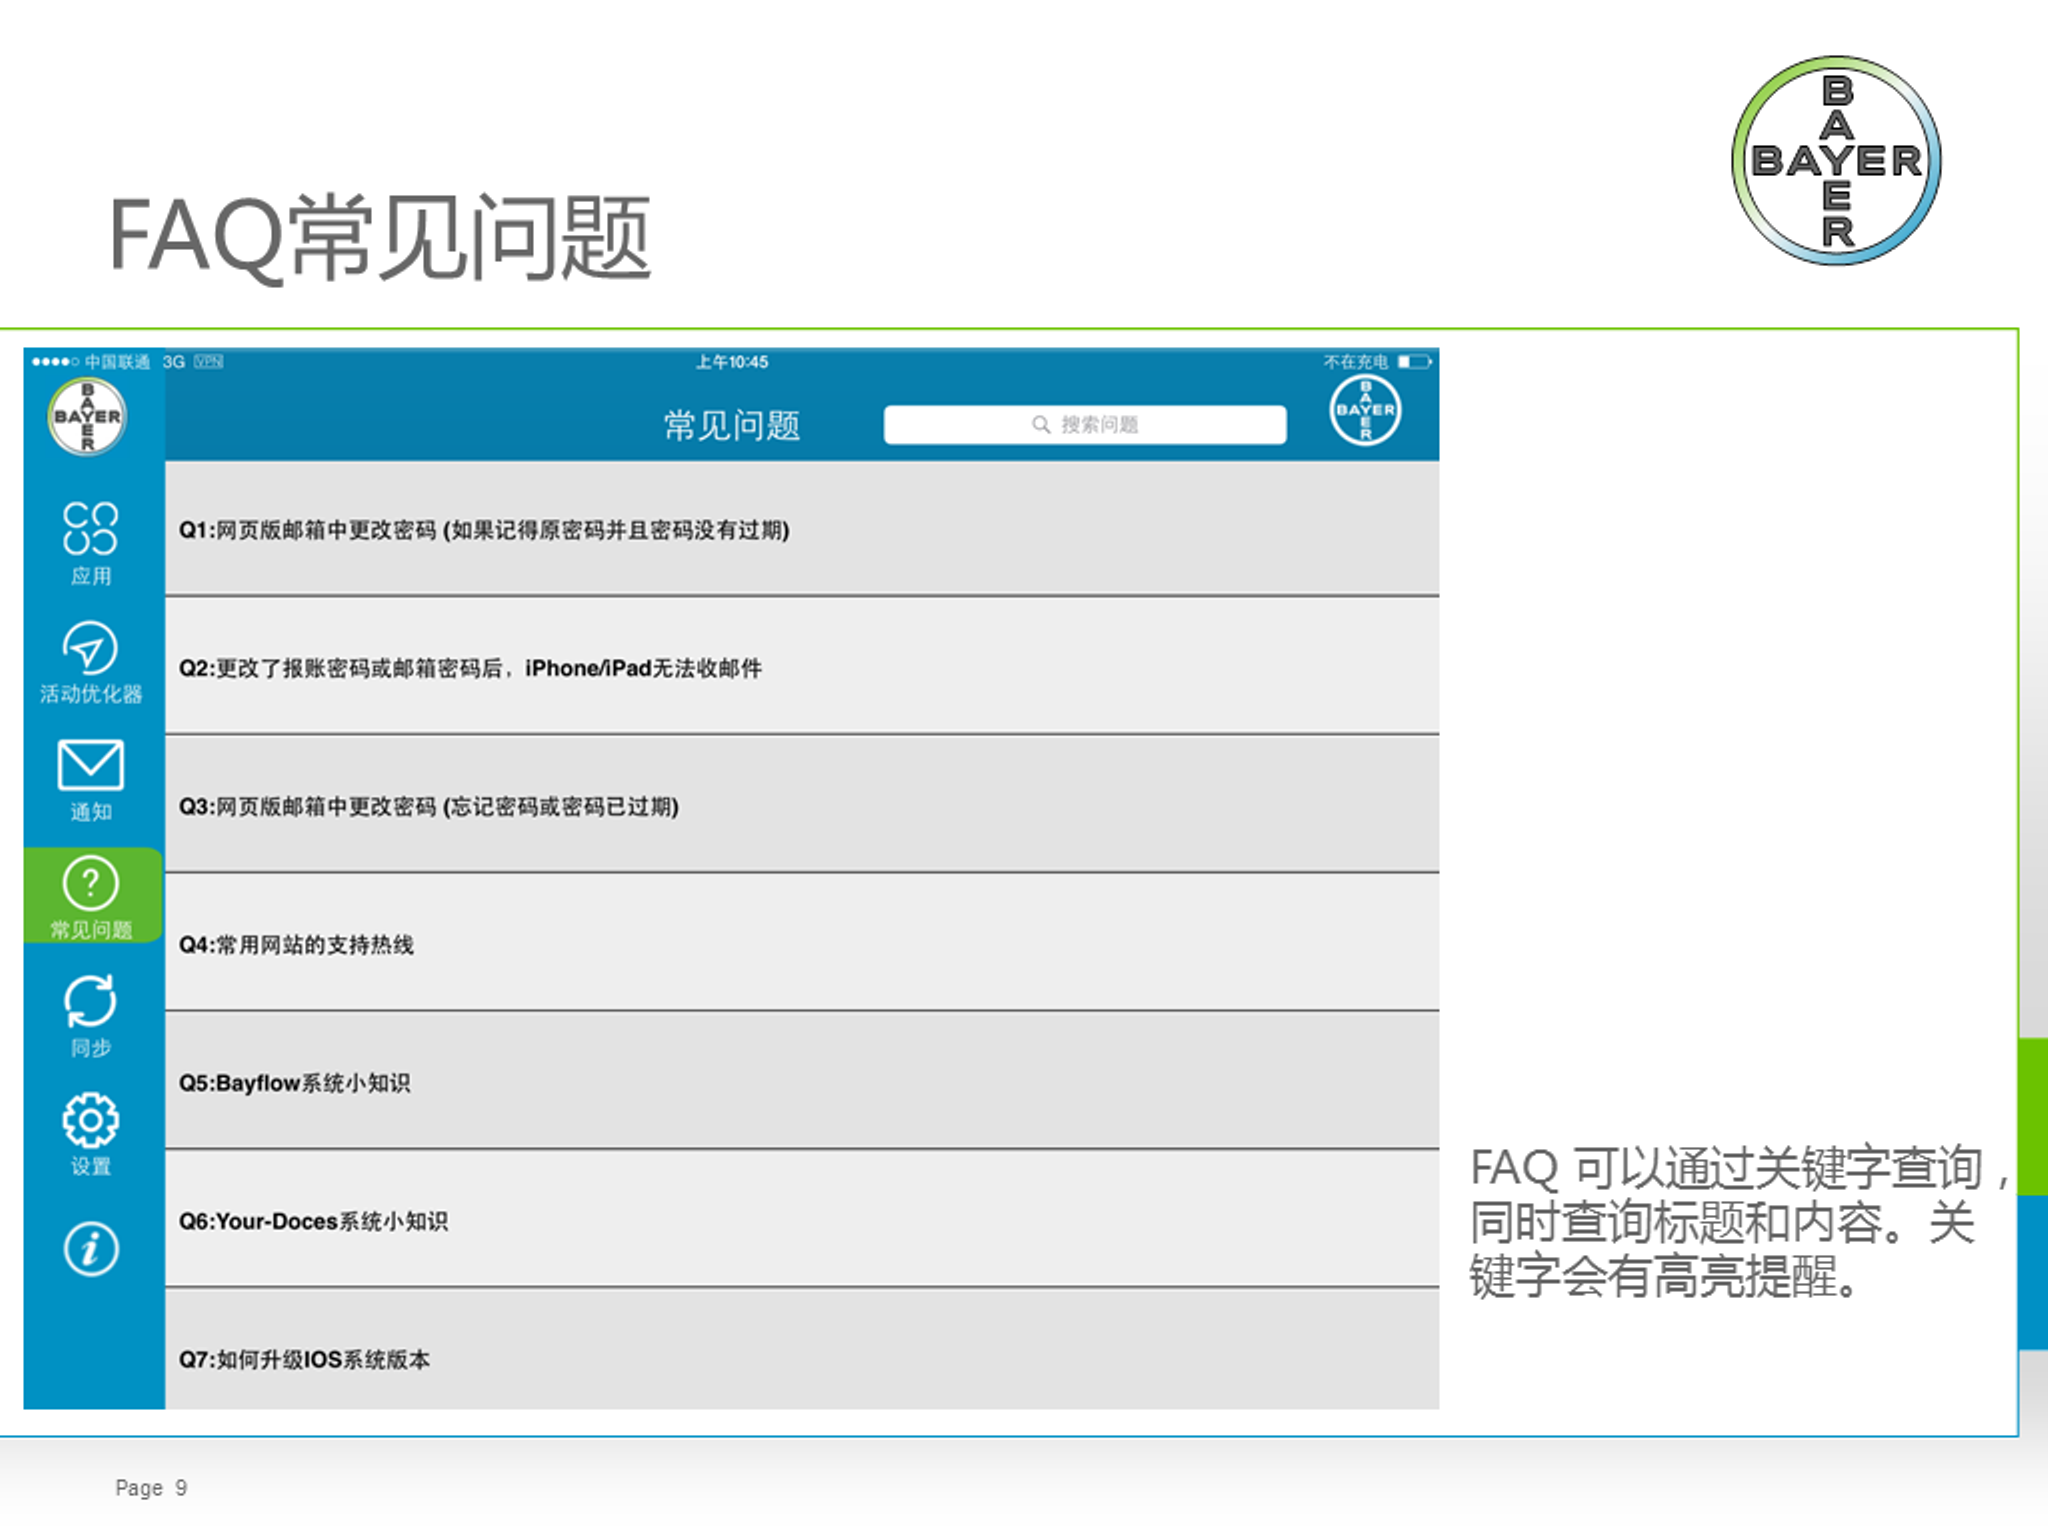 BAYER
BAYER
FAQ常见问题
中国联通 3G VPN
上午10:45
不在充电
BAYER
BAYER
常见问题
搜索问题
BAYER
BAYER
应用
活动优化器
通知
常见问题
同步
设置
i
Q1:网页版邮箱中更改密码 (如果记得原密码并且密码没有过期)
Q2:更改了报账密码或邮箱密码后，iPhone/iPad无法收邮件
Q3:网页版邮箱中更改密码 (忘记密码或密码已过期)
Q4:常用网站的支持热线
Q5:Bayflow系统小知识
Q6:Your-Doces系统小知识
Q7:如何升级IOS系统版本
FAQ 可以通过关键字查询，
同时查询标题和内容。关
键字会有高亮提醒。
Page 9